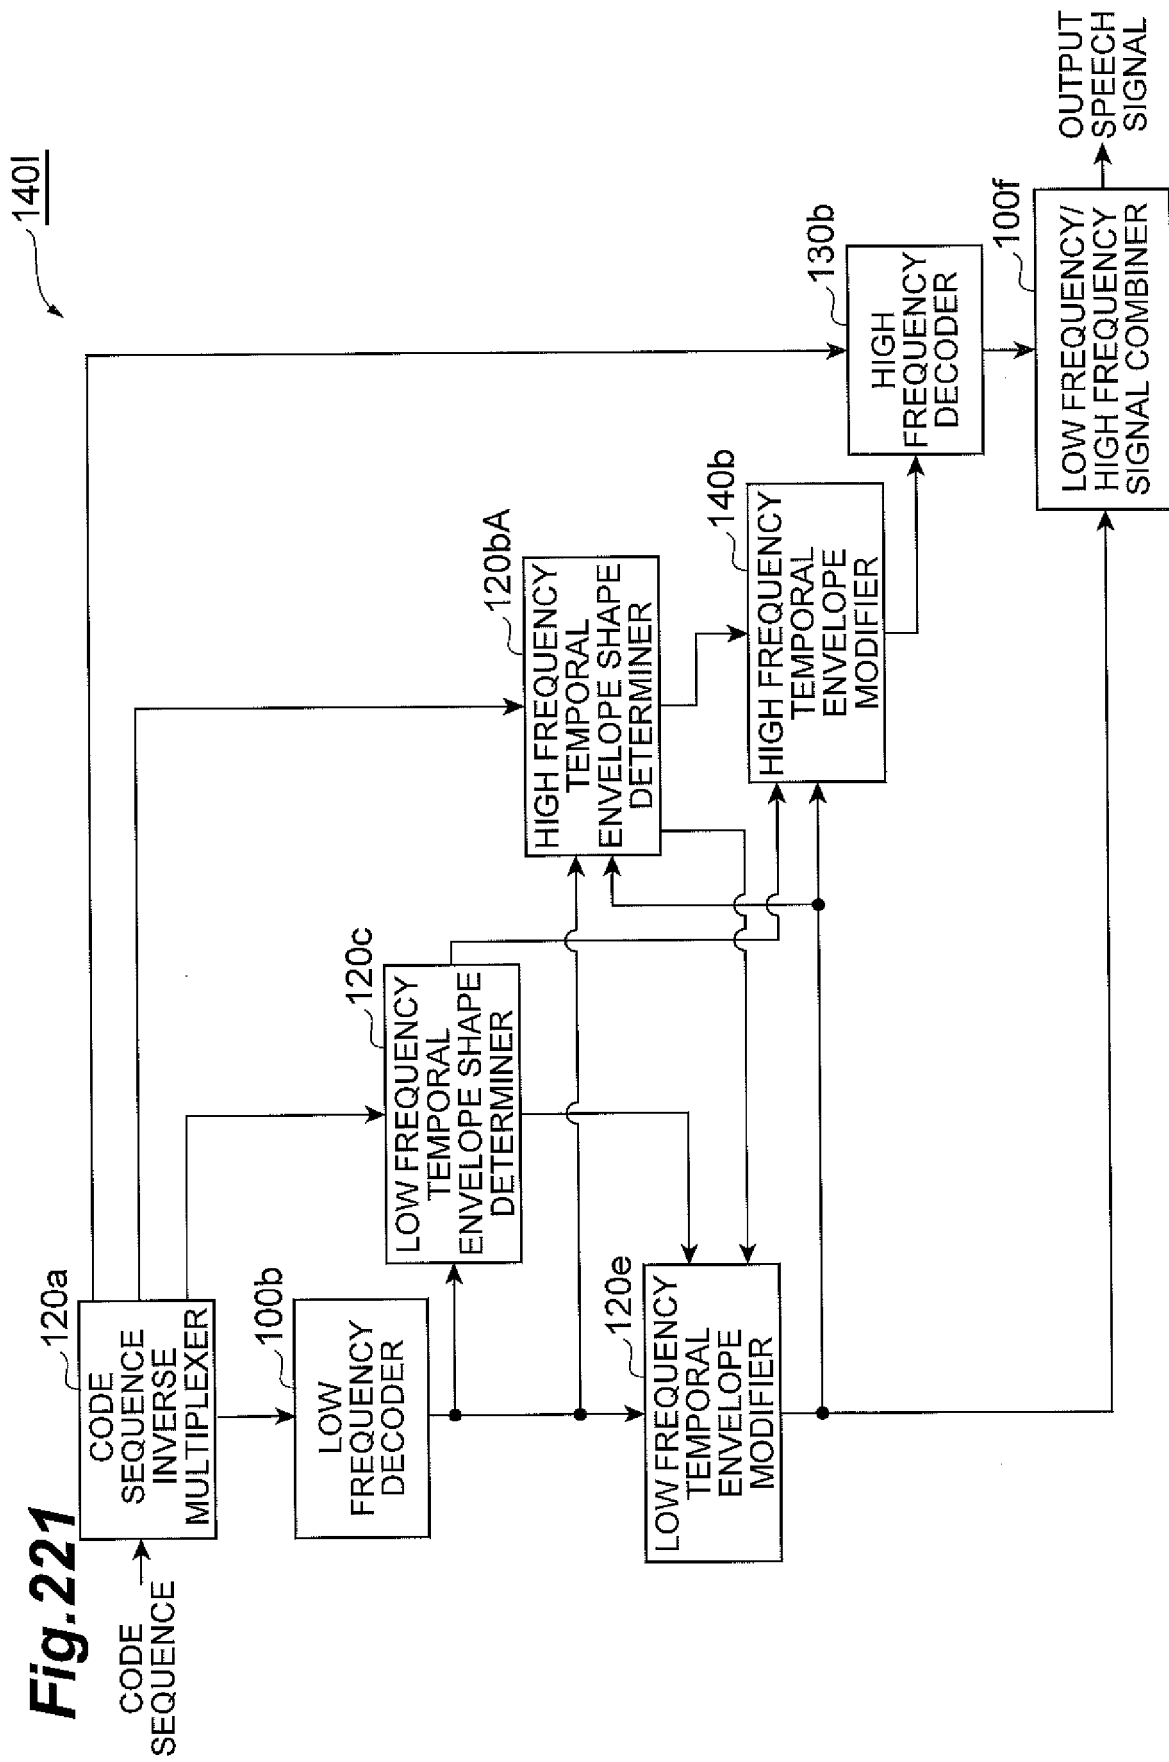 Fig.221
140I
CODE
SEQUENCE
120a
CODE
SEQUENCE
INVERSE
MULTIPLEXER
100b
LOW
FREQUENCY
DECODER
120c
LOW FREQUENCY
TEMPORAL
ENVELOPE SHAPE
DETERMINER
120bA
HIGH FREQUENCY
TEMPORAL
ENVELOPE SHAPE
DETERMINER
120e
LOW FREQUENCY
TEMPORAL
ENVELOPE
MODIFIER
140b
HIGH FREQUENCY
TEMPORAL
ENVELOPE
MODIFIER
130b
HIGH
FREQUENCY
DECODER
100f
LOW FREQUENCY/
HIGH FREQUENCY
SIGNAL COMBINER
OUTPUT
SPEECH
SIGNAL